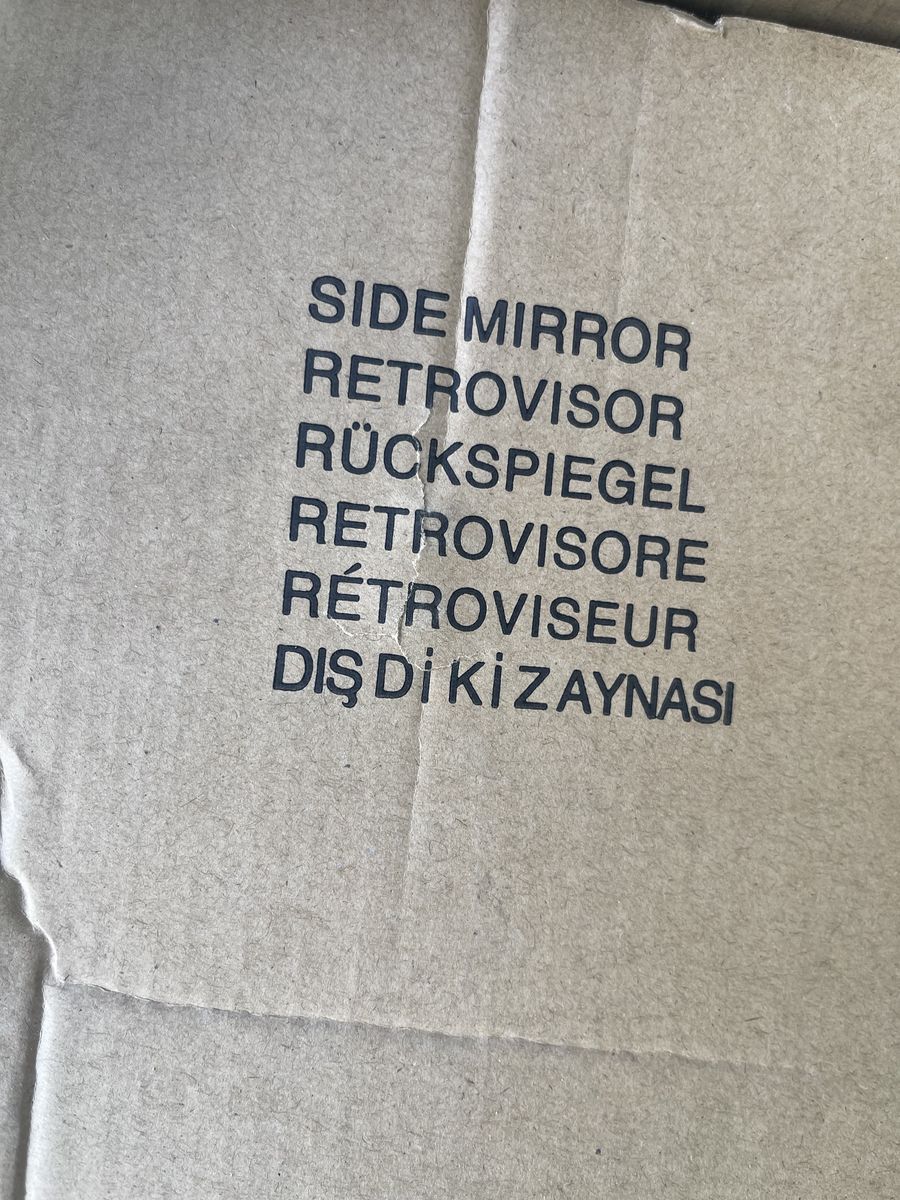 SIDE MIRROR
RETROVISOR
RÜCKSPIEGEL
RETROVISORE
RÉTROVISEUR
DIŞ DİKİZ AYNASI